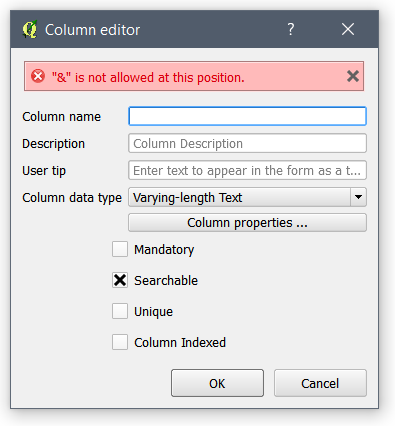 Column editor
"&" is not allowed at this position.
Column name
Description Column Description
User tip Enter text to appear in the form as a t...
Column data type Varying-length Text
Column properties ...
Mandatory
Searchable
Unique
Column Indexed
OK Cancel